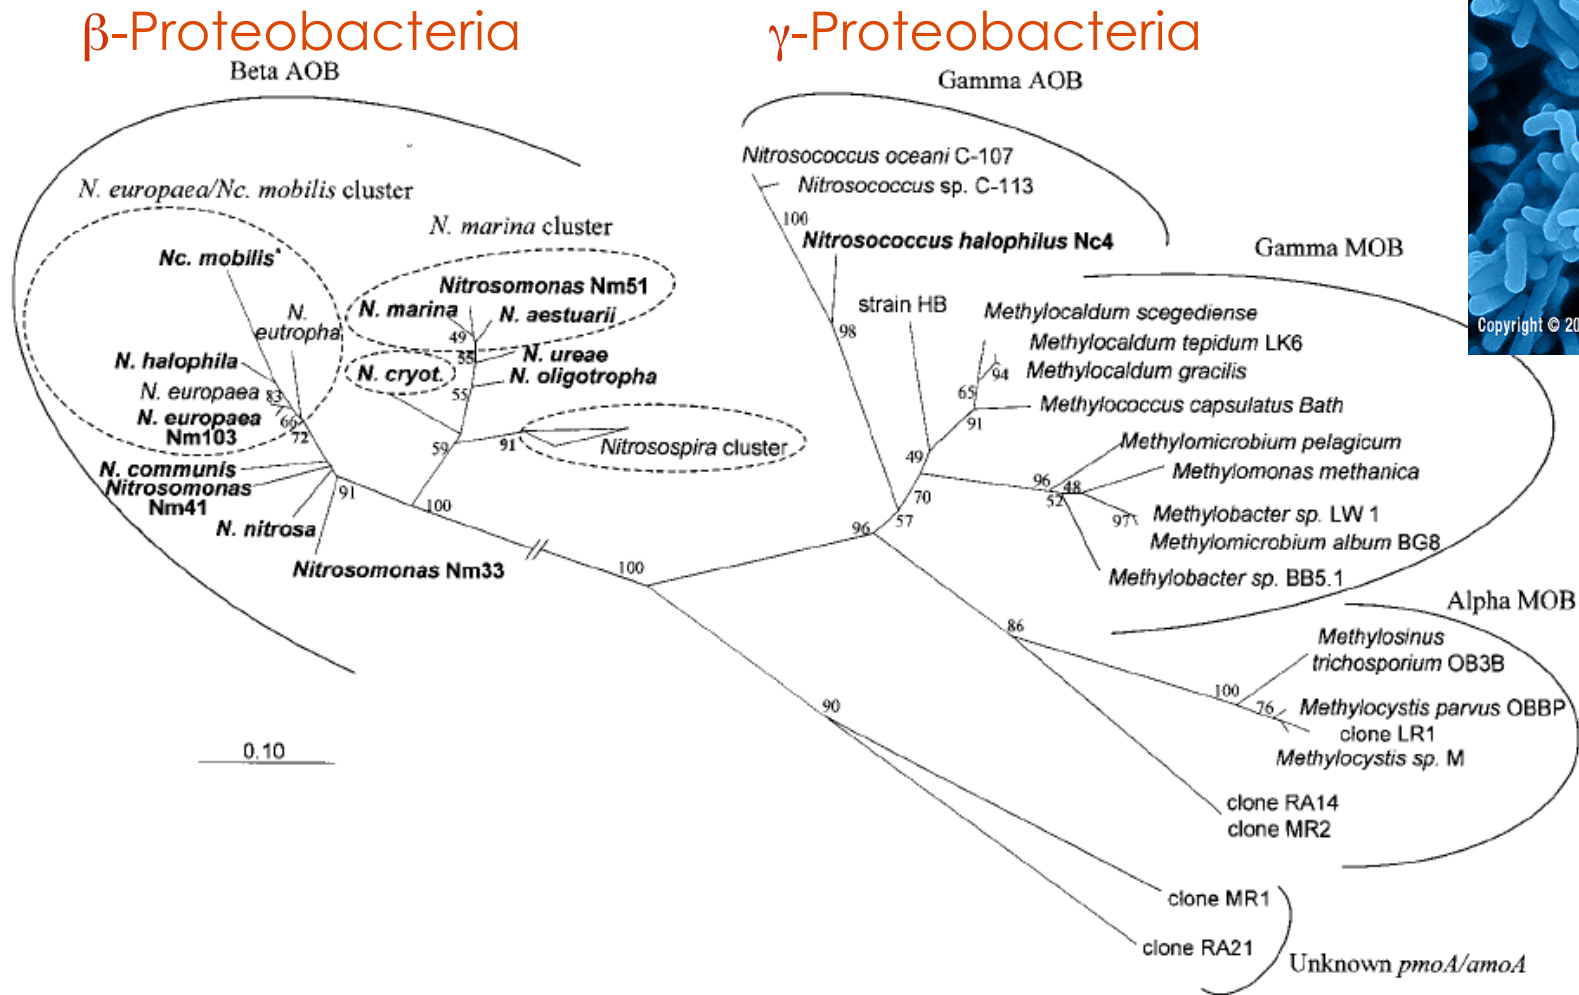 β-Proteobacteria
γ-Proteobacteria
Beta AOB
Gamma AOB
Nitrosococcus oceani C-107
Nitrosococcus sp. C-113
100
Nitrosococcus halophilus Nc4
98
N. europaea/Nc. mobilis cluster
N. marina cluster
Nc. mobilis
Nitrosomonas Nm51
N. marina
N. aestuarii
49
N.
eutropha
55
N. ureae
N. halophila
N. cryot.
N. oligotropha
55
N. europaea
83
N. europaea
Nm103
66
72
59
91
Nitrosospira cluster
N. communis
Nitrosomonas
Nm41
91
100
N. nitrosa
Nitrosomonas Nm33
100
Gamma MOB
strain HB
Methylocaldum scegediense
Methylocaldum tepidum LK6
94
Methylocaldum gracilis
65
Methylococcus capsulatus Bath
91
49
Methylomicrobium pelagicum
96
48
Methylomonas methanica
52
70
97
Methylobacter sp. LW 1
57
96
Methylomicrobium album BG8
Methylobacter sp. BB5.1
Alpha MOB
86
Methylosinus
trichosporium OB3B
100
76
Methylocystis parvus OBBP
clone LR1
Methylocystis sp. M
90
clone RA14
clone MR2
0.10
clone MR1
clone RA21
Unknown pmoA/amoA
Copyright © 20